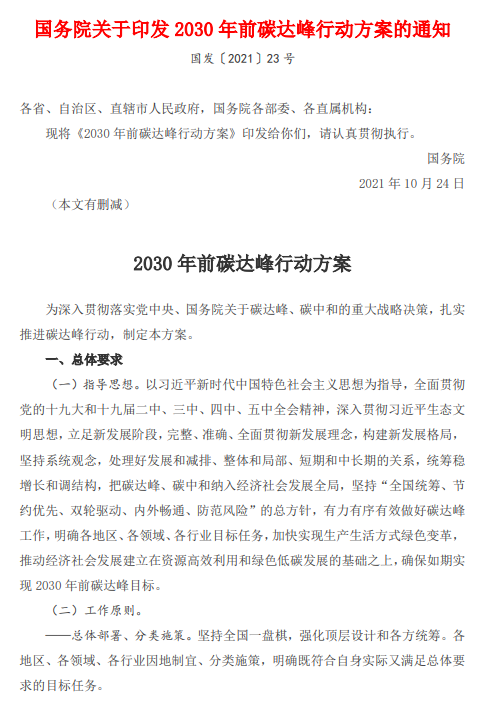 国务院关于印发 2030 年前碳达峰行动方案的通知
国发〔2021〕23 号
各省、自治区、直辖市人民政府，国务院各部委、各直属机构：
现将《2030 年前碳达峰行动方案》印发给你们，请认真贯彻执行。
国务院
2021 年 10 月 24 日
（本文有删减）
2030 年前碳达峰行动方案
为深入贯彻落实党中央、国务院关于碳达峰、碳中和的重大战略决策，扎实
推进碳达峰行动，制定本方案。
一、总体要求
（一）指导思想。以习近平新时代中国特色社会主义思想为指导，全面贯彻
党的十九大和十九届二中、三中、四中、五中全会精神，深入贯彻习近平生态文
明思想，立足新发展阶段，完整、准确、全面贯彻新发展理念，构建新发展格局，
坚持系统观念，处理好发展和减排、整体和局部、短期和中长期的关系，统筹稳
增长和调结构，把碳达峰、碳中和纳入经济社会发展全局，坚持“全国统筹、节
约优先、双轮驱动、内外畅通、防范风险”的总方针，有力有序有效做好碳达峰
工作，明确各地区、各领域、各行业目标任务，加快实现生产生活方式绿色变革，
推动经济社会发展建立在资源高效利用和绿色低碳发展的基础之上，确保如期实
现 2030 年前碳达峰目标。
（二）工作原则。
——总体部署、分类施策。坚持全国一盘棋，强化顶层设计和各方统筹。各
地区、各领域、各行业因地制宜、分类施策，明确既符合自身实际又满足总体要
求的目标任务。